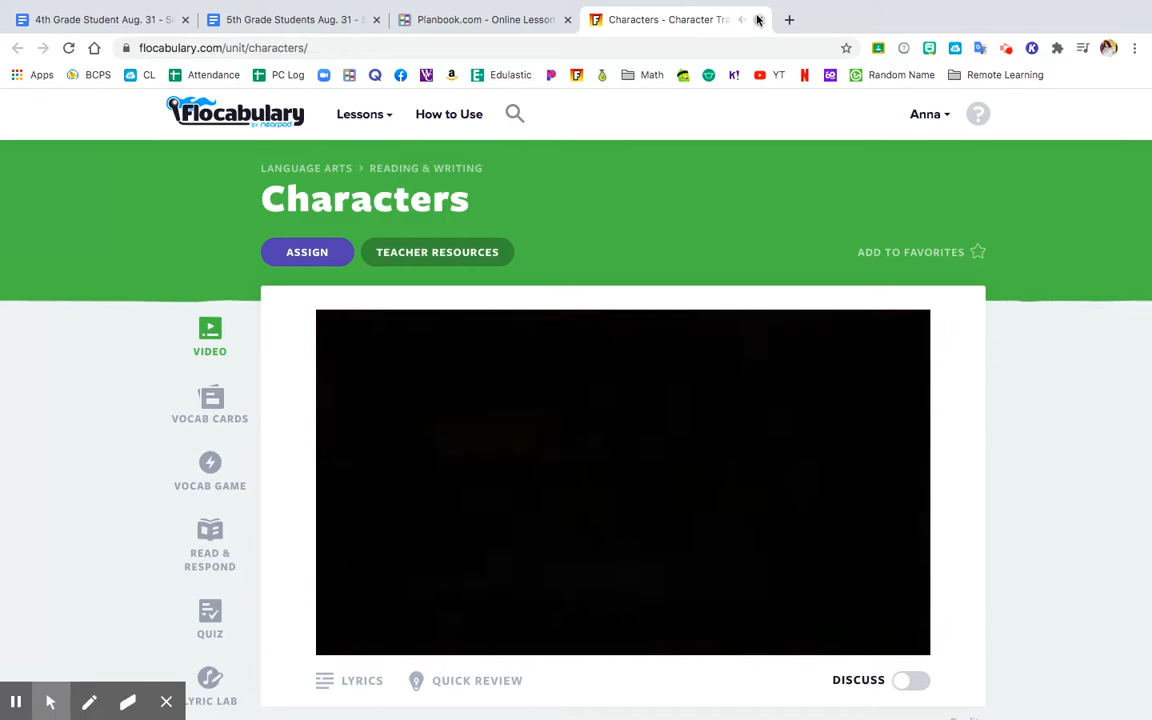 4th Grade Student Aug. 31 - S
5th Grade Students Aug. 31 - S
Planbook.com - Online Lesson
Characters - Character Tra
flocabulary.com/unit/characters/
Apps
BCPS
CL
Attendance
PC Log
Edulastic
Math
K!
YT
Random Name
Remote Learning
Flocabulary
BY nearpod
Lessons
How to Use
Anna
?
LANGUAGE ARTS > READING & WRITING
Characters
ASSIGN
TEACHER RESOURCES
ADD TO FAVORITES
VIDEO
VOCAB CARDS
VOCAB GAME
READ &
RESPOND
QUIZ
LYRIC LAB
LYRICS
QUICK REVIEW
DISCUSS